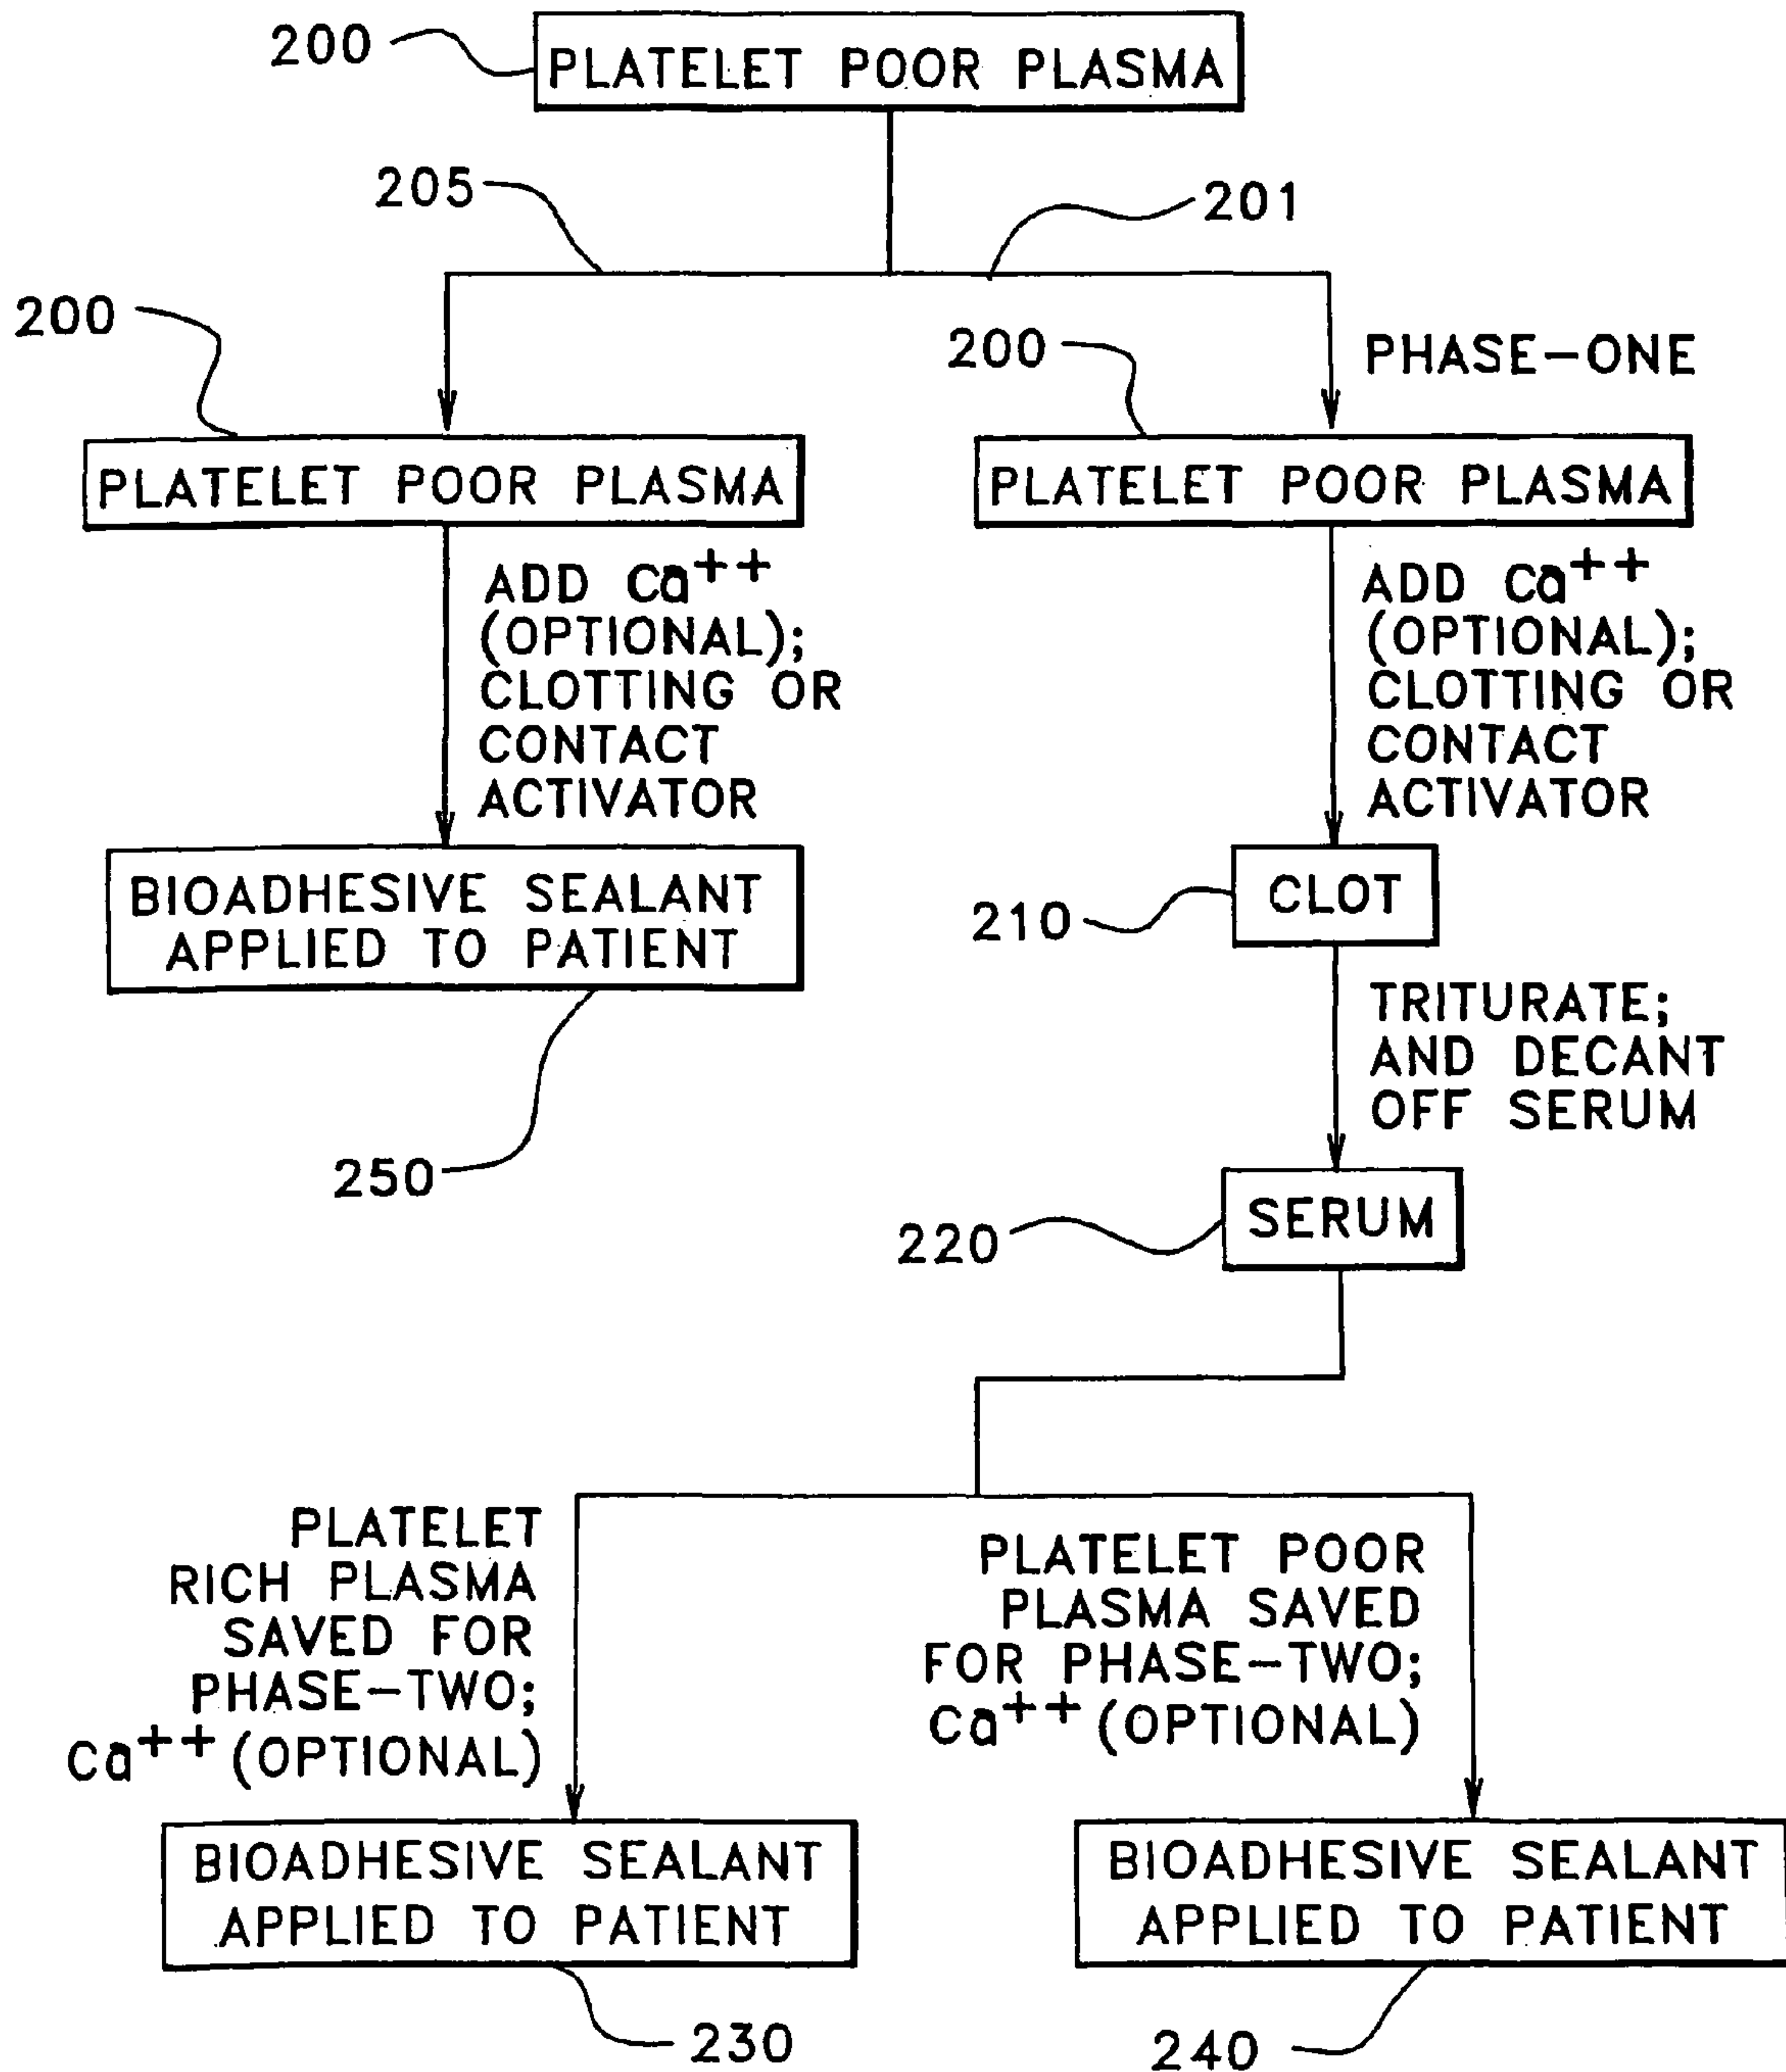 200
PLATELET POOR PLASMA
205
201
200
200
PHASE-ONE
PLATELET POOR PLASMA
PLATELET POOR PLASMA
ADD Ca++
(OPTIONAL);
CLOTTING OR
CONTACT
ACTIVATOR
ADD Ca++
(OPTIONAL);
CLOTTING OR
CONTACT
ACTIVATOR
BIOADHESIVE SEALANT
APPLIED TO PATIENT
250
210
CLOT
TRITURATE;
AND DECANT
OFF SERUM
220
SERUM
PLATELET
RICH PLASMA
SAVED FOR
PHASE-TWO;
Ca++ (OPTIONAL)
PLATELET POOR
PLASMA SAVED
FOR PHASE-TWO;
Ca++ (OPTIONAL)
BIOADHESIVE SEALANT
APPLIED TO PATIENT
230
BIOADHESIVE SEALANT
APPLIED TO PATIENT
240